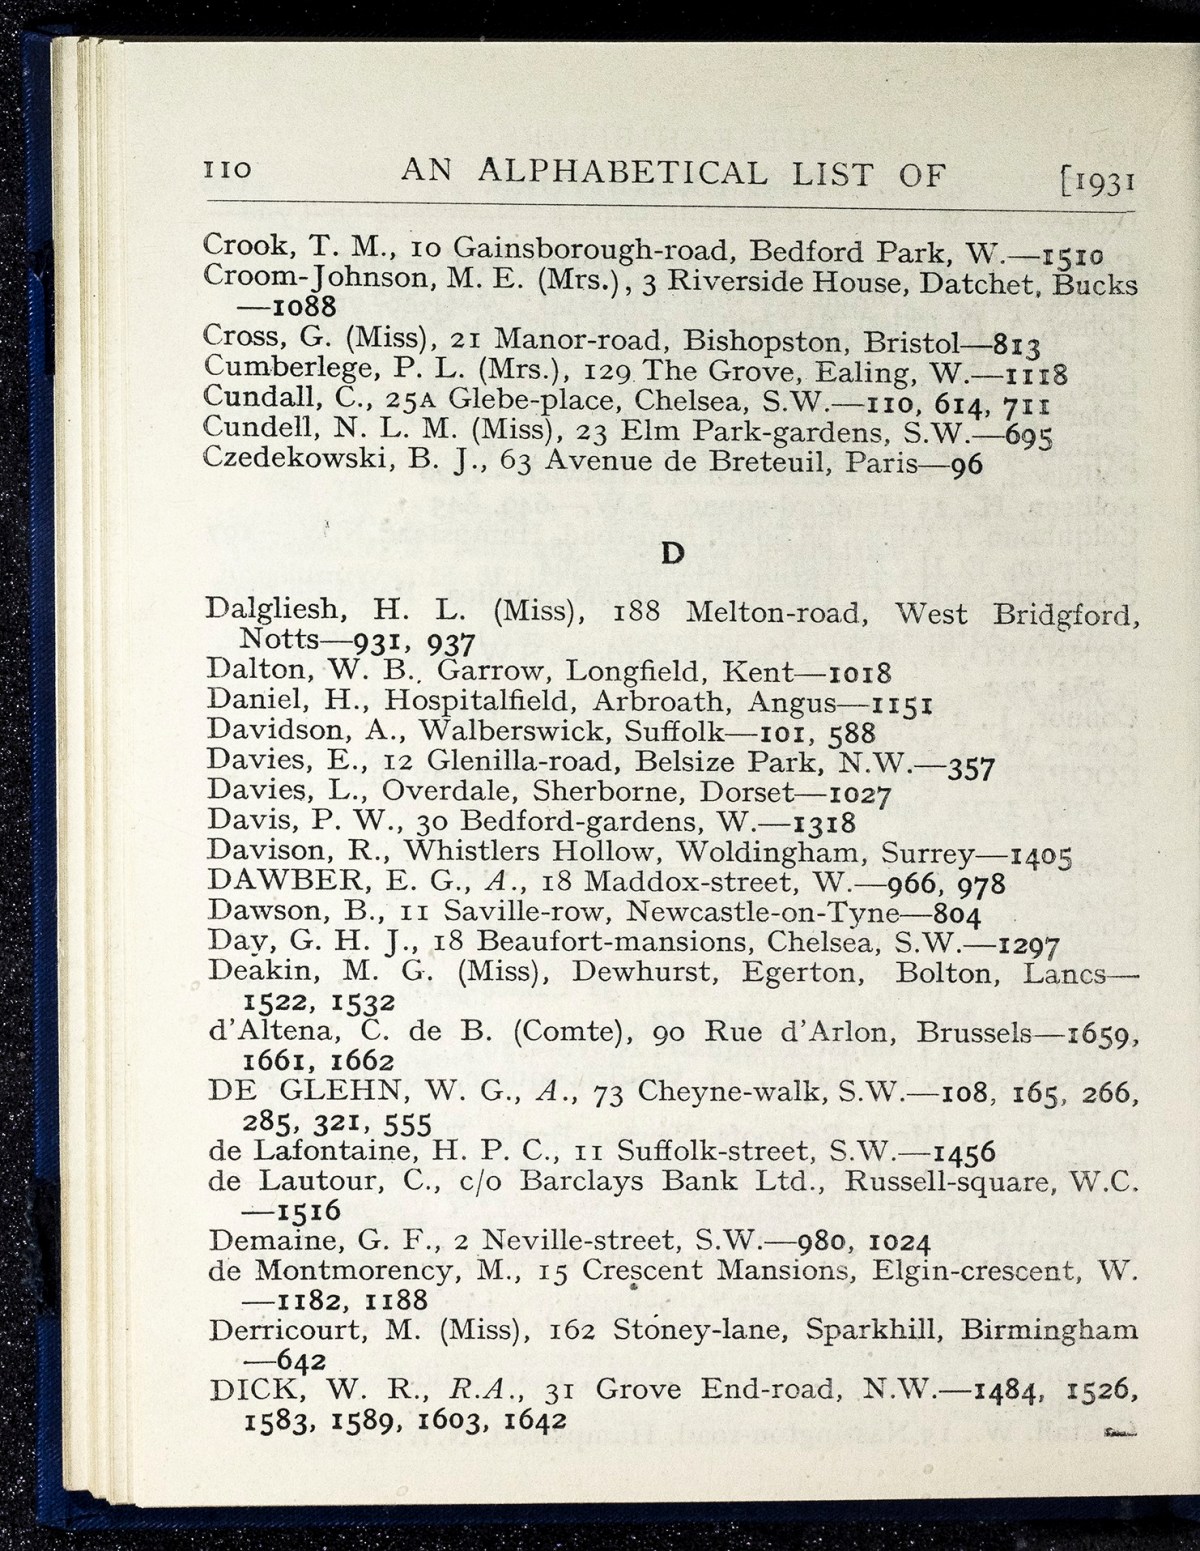 110 AN ALPHABETICAL LIST OF [1931
Crook, T. M., 10 Gainsborough-road, Bedford Park, W.—1510
Croom-Johnson, M. E. (Mrs.), 3 Riverside House, Datchet, Bucks
—1088
Cross, G. (Miss), 21 Manor-road, Bishopston, Bristol—813
Cumberlege, P. L. (Mrs.), 129 The Grove, Ealing, W.—1118
Cundall, C., 25A Glebe-place, Chelsea, S.W.—110, 614, 711
Cundell, N. L. M. (Miss), 23 Elm Park-gardens, S.W.—695
Czedekowski, B. J., 63 Avenue de Breteuil, Paris—96
D
Dalgliesh, H. L. (Miss), 188 Melton-road, West Bridgford,
Notts—931, 937
Dalton, W. B., Garrow, Longfield, Kent—1018
Daniel, H., Hospitalfield, Arbroath, Angus—1151
Davidson, A., Walberswick, Suffolk—101, 588
Davies, E., 12 Glenilla-road, Belsize Park, N.W.—357
Davies, L., Overdale, Sherborne, Dorset—1027
Davis, P. W., 30 Bedford-gardens, W.—1318
Davison, R., Whistlers Hollow, Woldingham, Surrey—1405
DAWBER, E. G., A., 18 Maddox-street, W.—966, 978
Dawson, B., 11 Saville-row, Newcastle-on-Tyne—804
Day, G. H. J., 18 Beaufort-mansions, Chelsea, S.W.—1297
Deakin, M. G. (Miss), Dewhurst, Egerton, Bolton, Lancs—
1522, 1532
d'Altena, C. de B. (Comte), 90 Rue d'Arlon, Brussels—1659,
1661, 1662
DE GLEHN, W. G., A., 73 Cheyne-walk, S.W.—108, 165, 266,
285, 321, 555
de Lafontaine, H. P. C., 11 Suffolk-street, S.W.—1456
de Lautour, C., c/o Barclays Bank Ltd., Russell-square, W.C.
—1516
Demaine, G. F., 2 Neville-street, S.W.—980, 1024
de Montmorency, M., 15 Crescent Mansions, Elgin-crescent, W.
—1182, 1188
Derricourt, M. (Miss), 162 Stoney-lane, Sparkhill, Birmingham
—642
DICK, W. R., R.A., 31 Grove End-road, N.W.—1484, 1526,
1583, 1589, 1603, 1642